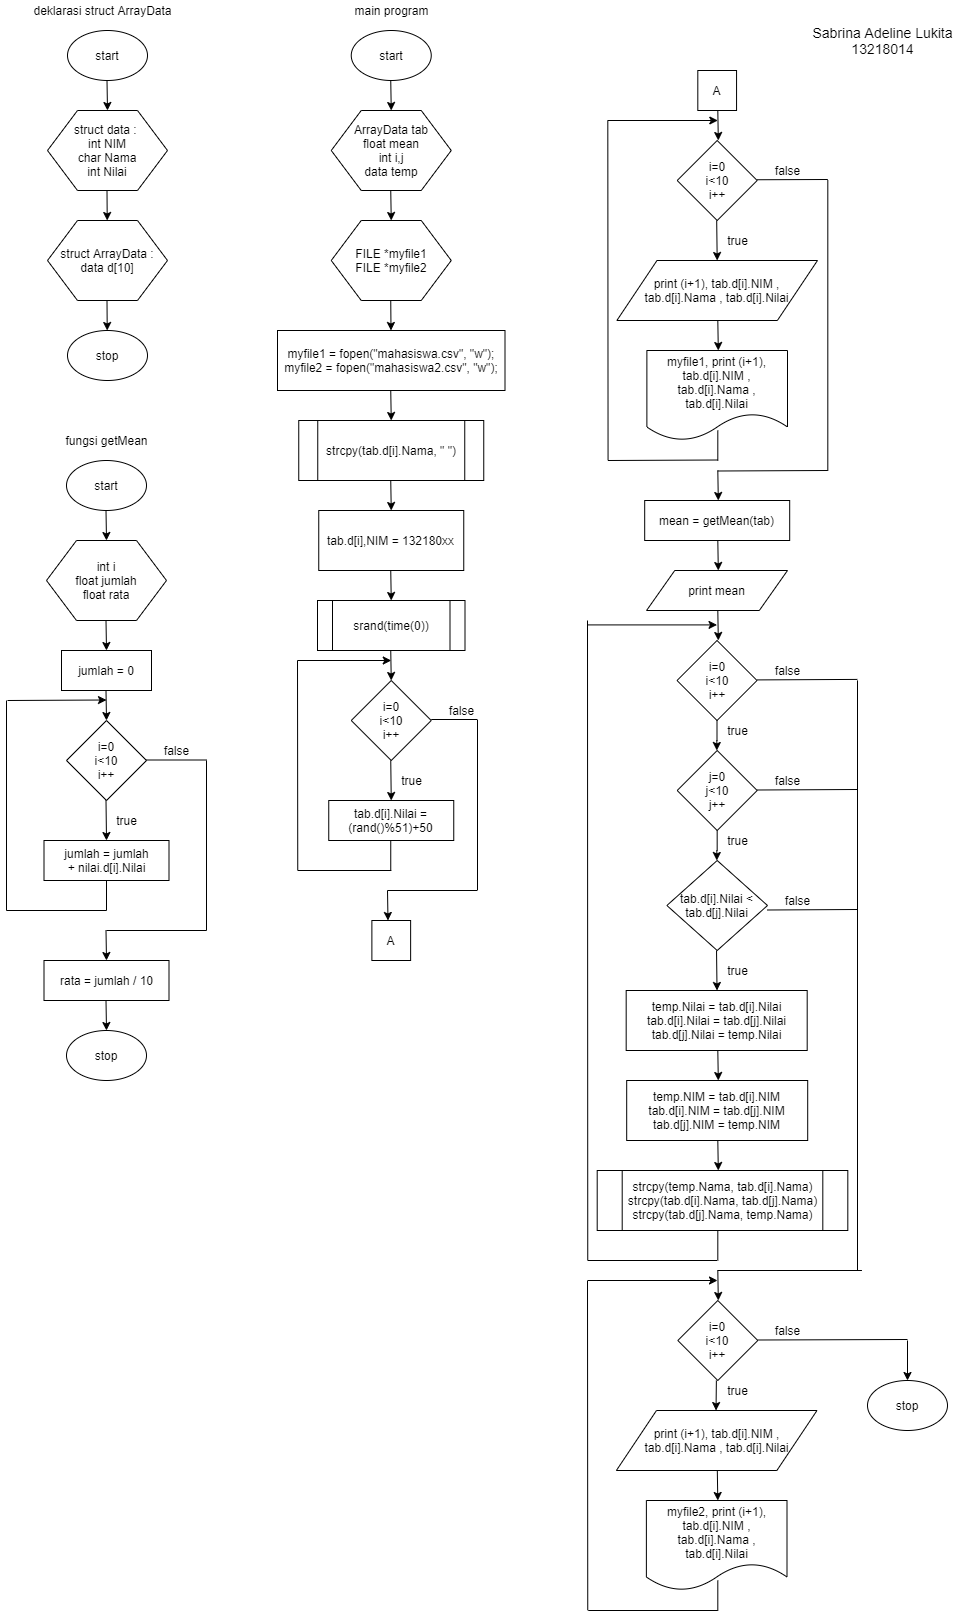 deklarasi struct ArrayData
start
struct data :
int NIM
char Nama
int Nilai
struct ArrayData :
data d[10]
stop
fungsi getMean
start
int i
float jumlah
float rata
jumlah = 0
i=0
i<10
i++
false
true
jumlah = jumlah
+ nilai.d[i].Nilai
rata = jumlah / 10
stop
main program
start
ArrayData tab
float mean
int i,j
data temp
FILE *myfile1
FILE *myfile2
myfile1 = fopen("mahasiswa.csv", "w");
myfile2 = fopen("mahasiswa2.csv", "w");
strcpy(tab.d[i].Nama, " ")
tab.d[i],NIM = 132180xx
srand(time(0))
i=0
i<10
i++
false
true
tab.d[i].Nilai =
(rand()%51)+50
A
Sabrina Adeline Lukita
13218014
A
i=0
i<10
i++
false
true
print (i+1), tab.d[i].NIM ,
tab.d[i].Nama , tab.d[i].Nilai
myfile1, print (i+1),
tab.d[i].NIM ,
tab.d[i].Nama ,
tab.d[i].Nilai
mean = getMean(tab)
print mean
i=0
i<10
i++
false
true
j=0
j<10
j++
false
true
tab.d[i].Nilai <
tab.d[j].Nilai
false
true
temp.Nilai = tab.d[i].Nilai
tab.d[i].Nilai = tab.d[j].Nilai
tab.d[j].Nilai = temp.Nilai
temp.NIM = tab.d[i].NIM
tab.d[i].NIM = tab.d[j].NIM
tab.d[j].NIM = temp.NIM
strcpy(temp.Nama, tab.d[i].Nama)
strcpy(tab.d[i].Nama, tab.d[j].Nama)
strcpy(tab.d[j].Nama, temp.Nama)
i=0
i<10
i++
false
true
stop
print (i+1), tab.d[i].NIM ,
tab.d[i].Nama , tab.d[i].Nilai
myfile2, print (i+1),
tab.d[i].NIM ,
tab.d[i].Nama ,
tab.d[i].Nilai